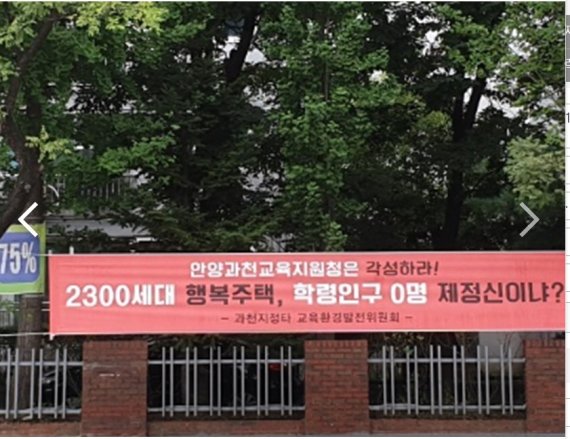 75%
안양과천교육지원청은 각성하라!
2300세대 행복주택, 학령인구 0명 제정신이냐?
– 과천지정타 교육환경발전위원회 –